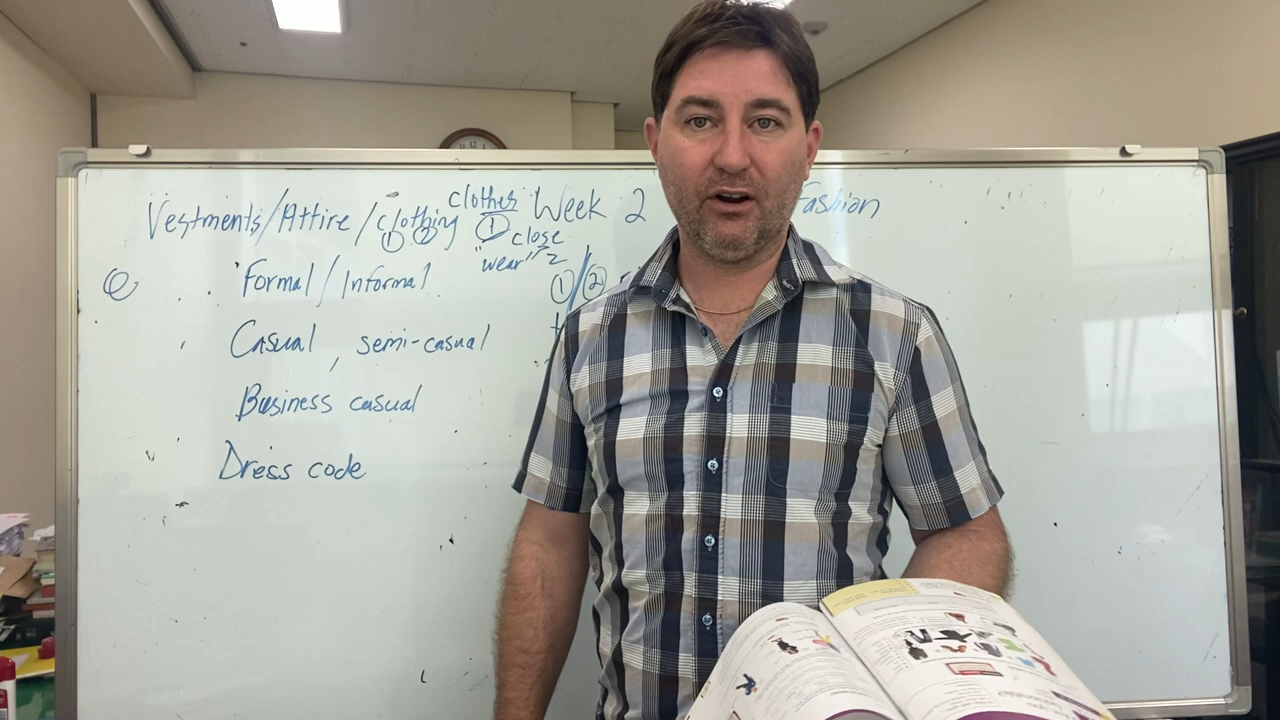 Vestments/Attire/clothing clothes Week 2 Fashion
① ② ① close
"wear" 2
Formal/Informal ①/②
Casual, semi-casual
Business casual
Dress code